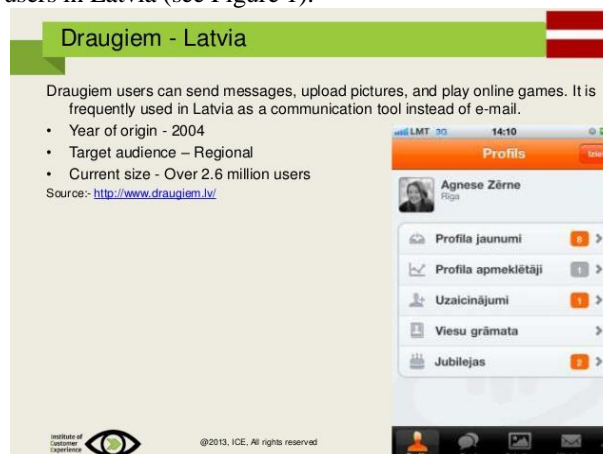 users in Latvia (see Figure 1).
Draugiem - Latvia
Draugiem users can send messages, upload pictures, and play online games. It is
frequently used in Latvia as a communication tool instead of e-mail.
• Year of origin - 2004
• Target audience – Regional
• Current size - Over 2.6 million users
Source:- http://www.draugiem.lv/
LMT 3G 14:10
Profils
Agnese Zērne
Rīga
Profila jaunumi 8
Profila apmeklētāji 1
Uzaicinājumi 1
Viesu grāmata
Jubilejas 2
Institute of
Customer
Experience
@2013, ICE, All rights reserved